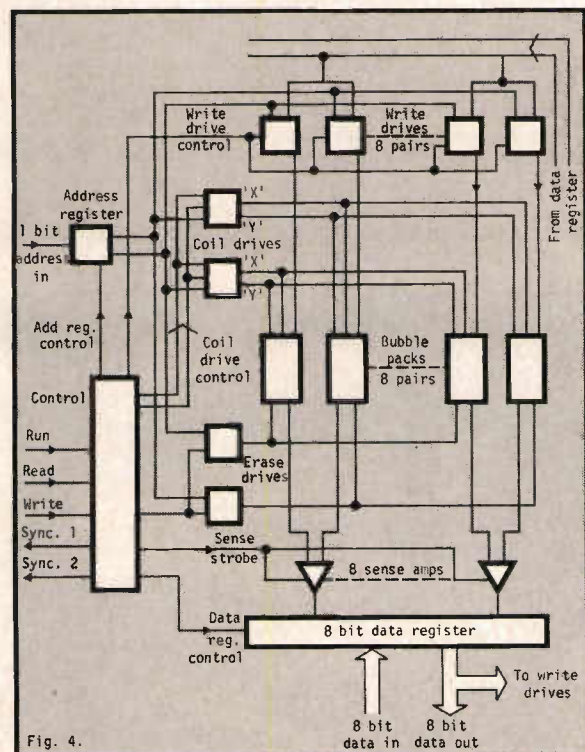 Write
drive
control
Write
drives
8 pairs
From data
register
Address
register
1 bit
addres
in
'X'
'Y'
Coil drives
'X'
'Y'
Add reg.
control
Coil
drive
control
Bubble
packs
8 pairs
Control
Run
Read
Write
Sync. 1
Sync. 2
Erase
drives
Sense
strobe
8 sense amps
Data
reg.
control
8 bit data register
To write
drives
8 bit
data in
8 bit
data out
Fig. 4.